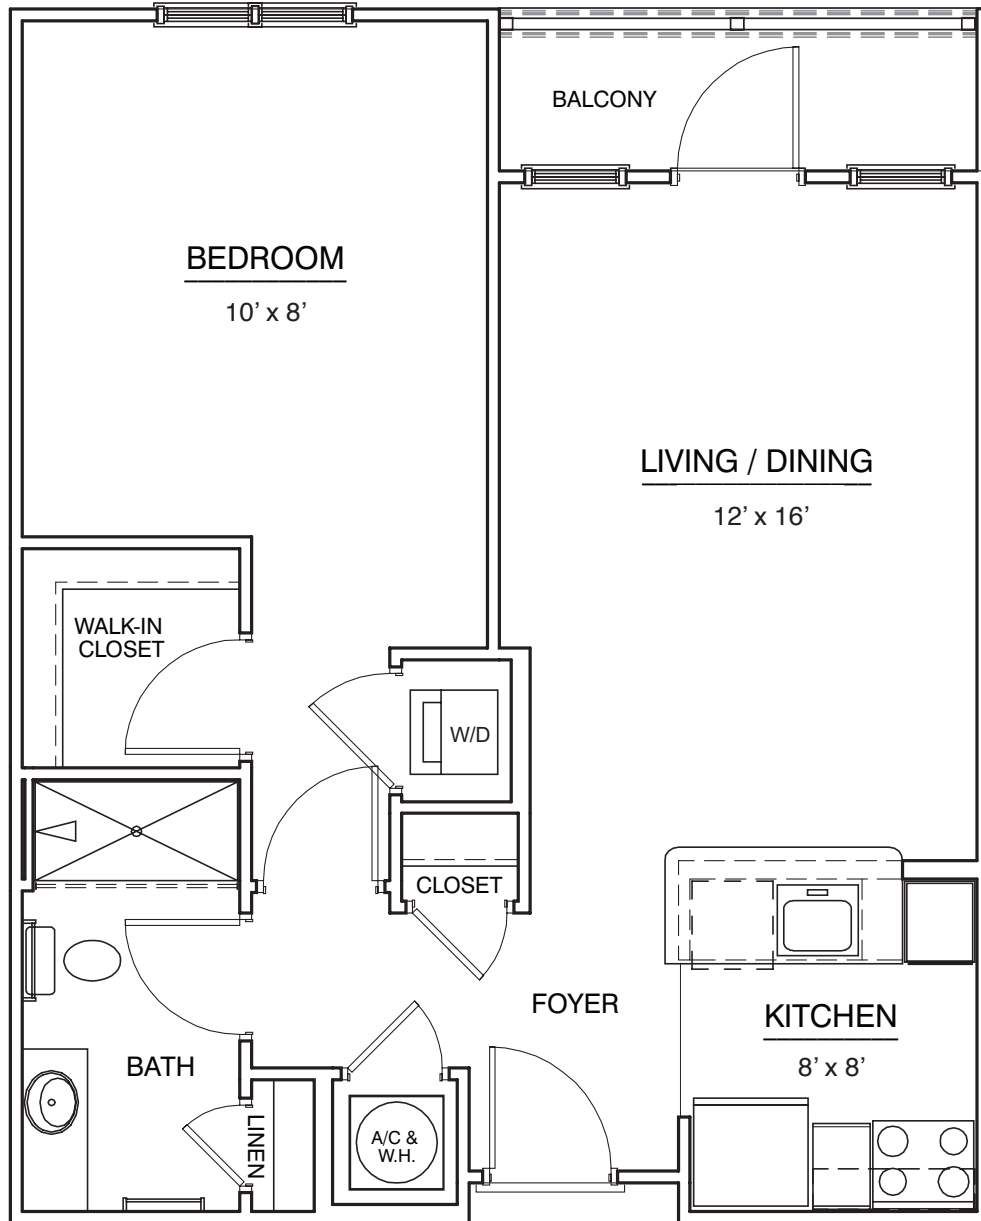 BALCONY
BEDROOM
10’ x 8’
LIVING / DINING
12’ x 16’
WALK-IN
CLOSET
W/D
CLOSET
FOYER
KITCHEN
8’ x 8’
BATH
LINEN
A/C &
W.H.